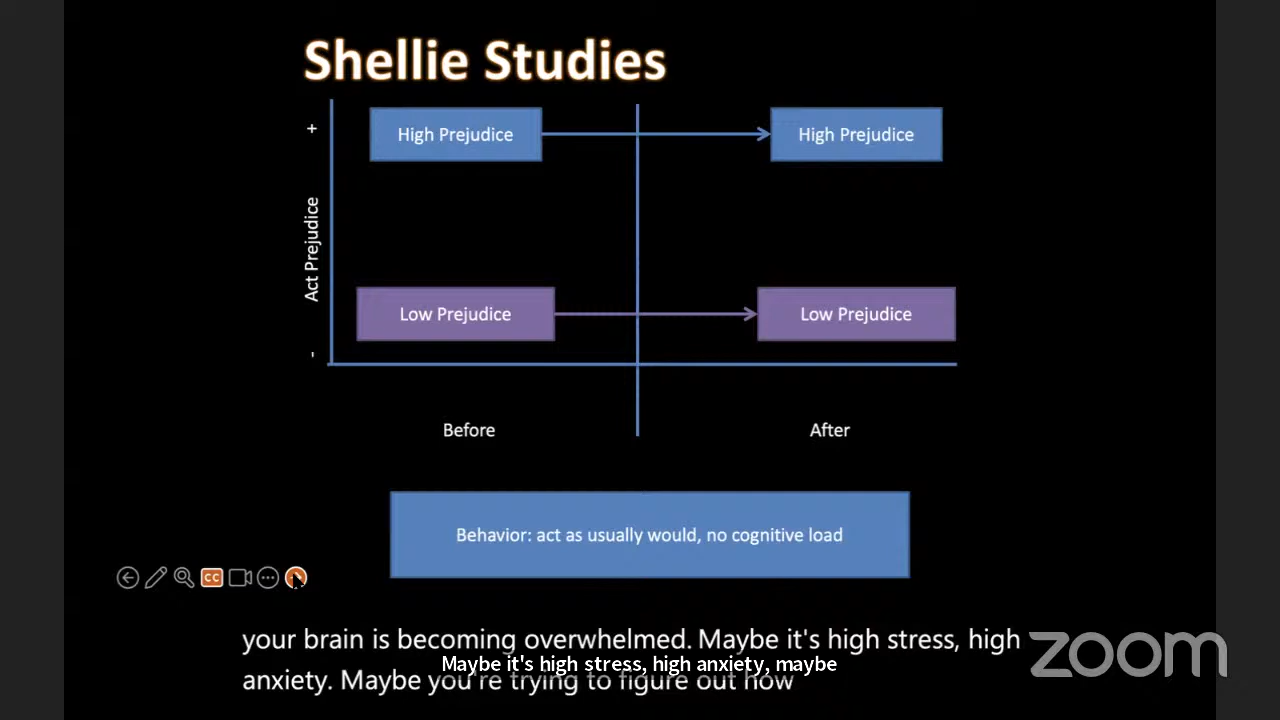 Shellie Studies
+
High Prejudice
High Prejudice
Act Prejudice
Low Prejudice
Low Prejudice
-
Before
After
Behavior: act as usually would, no cognitive load
CC
your brain is becoming overwhelmed. Maybe it's high stress, high
Maybe it's high stress, high anxiety, maybe
anxiety. Maybe you're trying to figure out how
zoom